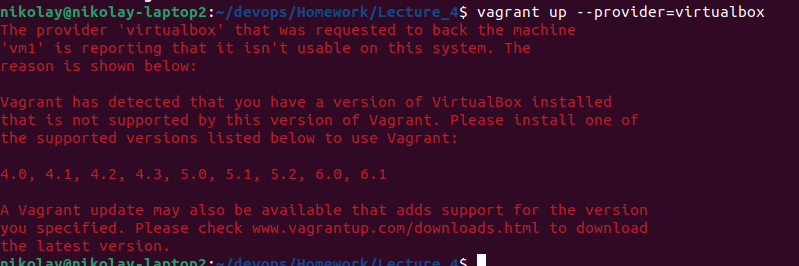 nikolay@nikolay-laptop2:~/devops/Homework/Lecture_4$ vagrant up --provider=virtualbox
The provider 'virtualbox' that was requested to back the machine
'vm1' is reporting that it isn't usable on this system. The
reason is shown below:
Vagrant has detected that you have a version of VirtualBox installed
that is not supported by this version of Vagrant. Please install one of
the supported versions listed below to use Vagrant:
4.0, 4.1, 4.2, 4.3, 5.0, 5.1, 5.2, 6.0, 6.1
A Vagrant update may also be available that adds support for the version
you specified. Please check www.vagrantup.com/downloads.html to download
the latest version.
nikolay@nikolay-laptop2:~/devops/Homework/Lecture_4$